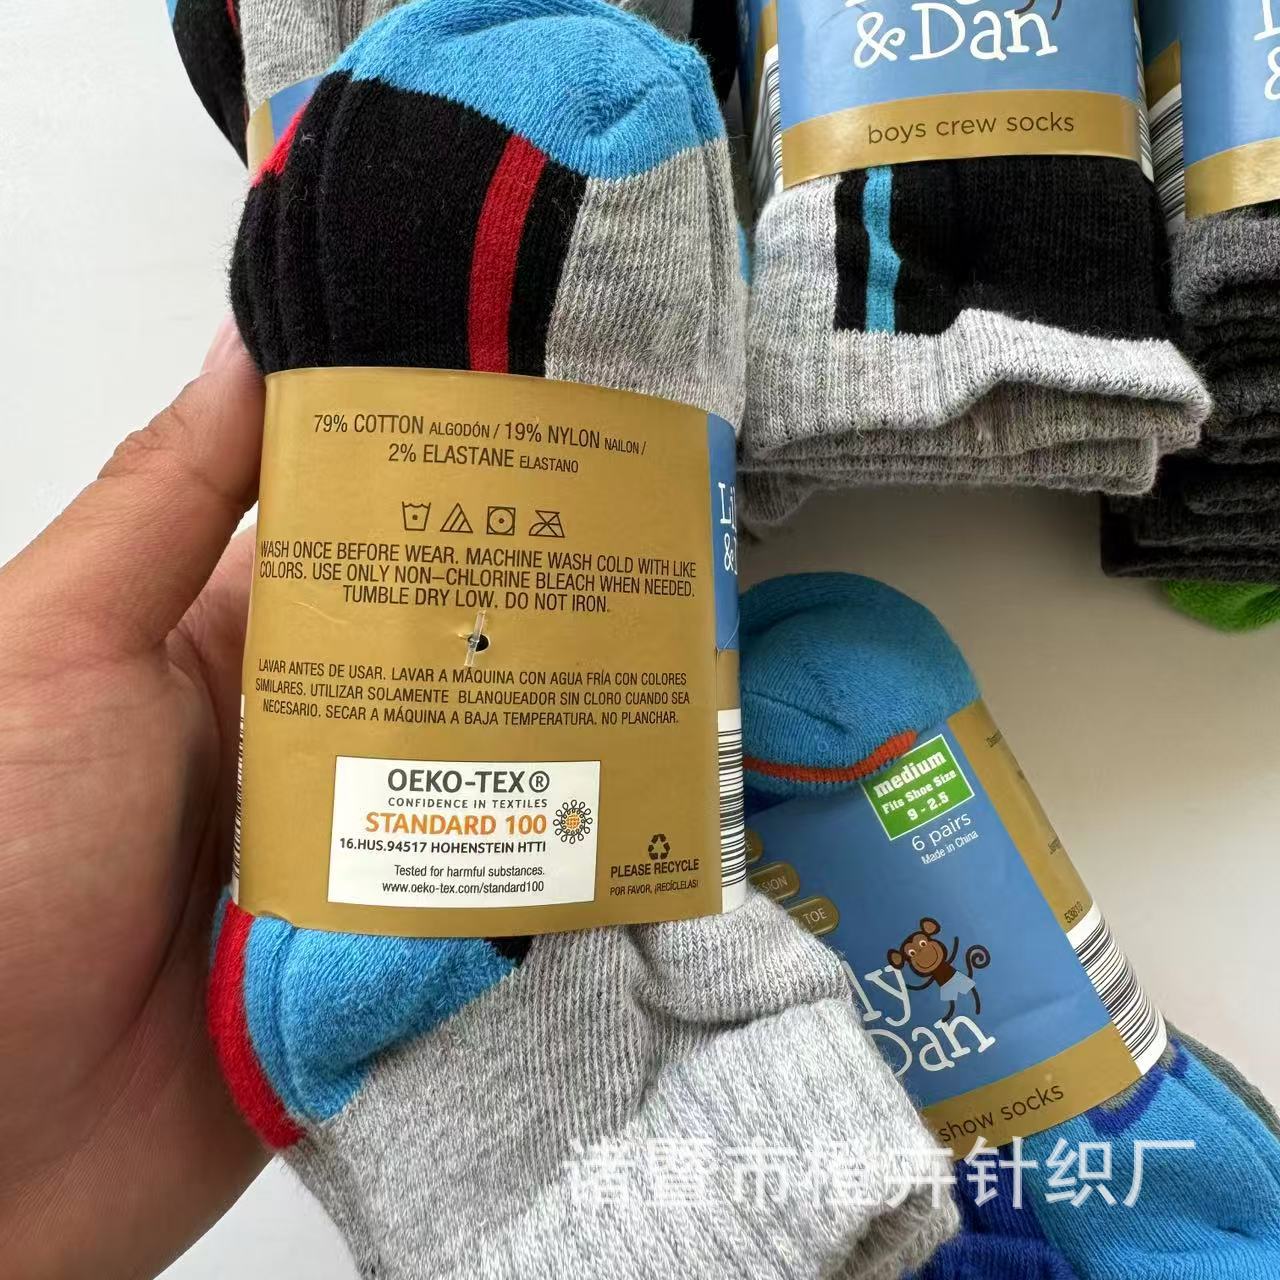 &Dan
boys crew socks
79% COTTON ALGODÓN / 19% NYLON NAILON /
2% ELASTANE ELASTANO
WASH ONCE BEFORE WEAR. MACHINE WASH COLD WITH LIKE
COLORS. USE ONLY NON–CHLORINE BLEACH WHEN NEEDED.
TUMBLE DRY LOW. DO NOT IRON.
LAVAR ANTES DE USAR. LAVAR A MÁQUINA CON AGUA FRÍA CON COLORES
SIMILARES. UTILIZAR SOLAMENTE BLANQUEADOR SIN CLORO CUANDO SEA
NECESARIO. SECAR A MÁQUINA A BAJA TEMPERATURA. NO PLANCHAR.
OEKO-TEX®
CONFIDENCE IN TEXTILES
STANDARD 100
16.HUS.94517 HOHENSTEIN HTTI
Tested for harmful substances.
www.oeko-tex.com/standard100
PLEASE RECYCLE
POR FAVOR, ¡RECÍCLELAS!
medium
Fits Shoe Size
9 - 2.5
6 pairs
Made in China
TOE
53810
ly
Dan
show socks
诸暨市橙卉针织厂